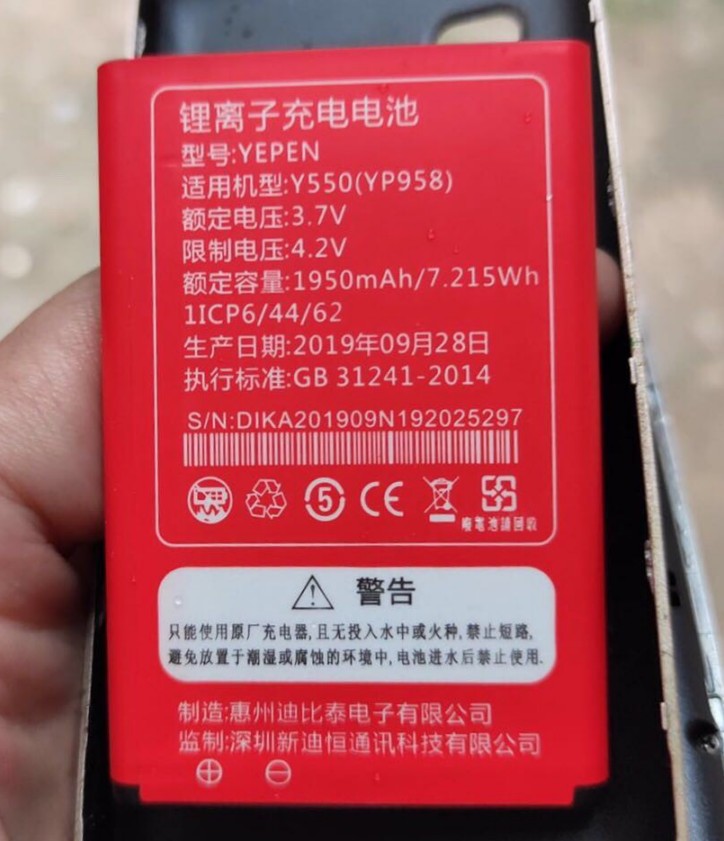 锂离子充电电池
型号:YEPEN
适用机型:Y550(YP958)
额定电压:3.7V
限制电压:4.2V
额定容量:1950mAh/7.215Wh
1ICP6/44/62
生产日期:2019年09月28日
执行标准:GB 31241-2014
S/N:DIKA201909N192025297
5 CE
廢電池請回收
警告
只能使用原厂充电器,且无投入水中或火种,禁止短路,
避免放置于潮湿或腐蚀的环境中,电池进水后禁止使用.
制造:惠州迪比泰电子有限公司
监制:深圳新迪恒通讯科技有限公司